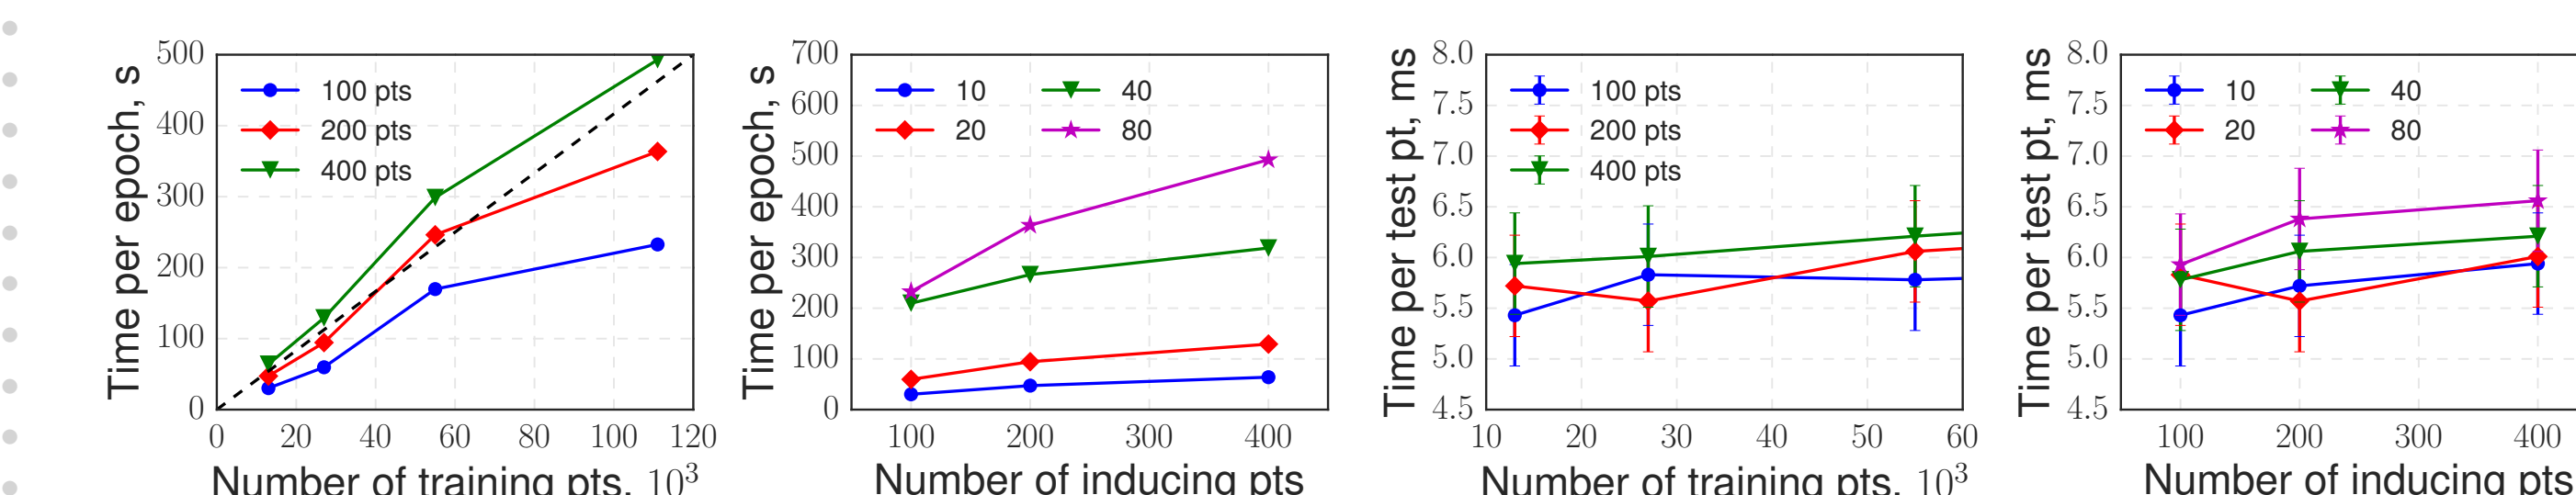 Time per epoch, s
500
400
300
200
100
0
100 pts
200 pts
400 pts
0 20 40 60 80 100 120
Number of training pts, 10³
Time per epoch, s
700
600
500
400
300
200
100
0
10 40
20 80
100 200 300 400
Number of inducing pts
Time per test pt, ms
8.0
7.5
7.0
6.5
6.0
5.5
5.0
4.5
100 pts
200 pts
400 pts
10 20 30 40 50 60
Number of training pts, 10³
Time per test pt, ms
8.0
7.5
7.0
6.5
6.0
5.5
5.0
4.5
10 40
20 80
100 200 300 400
Number of inducing pts